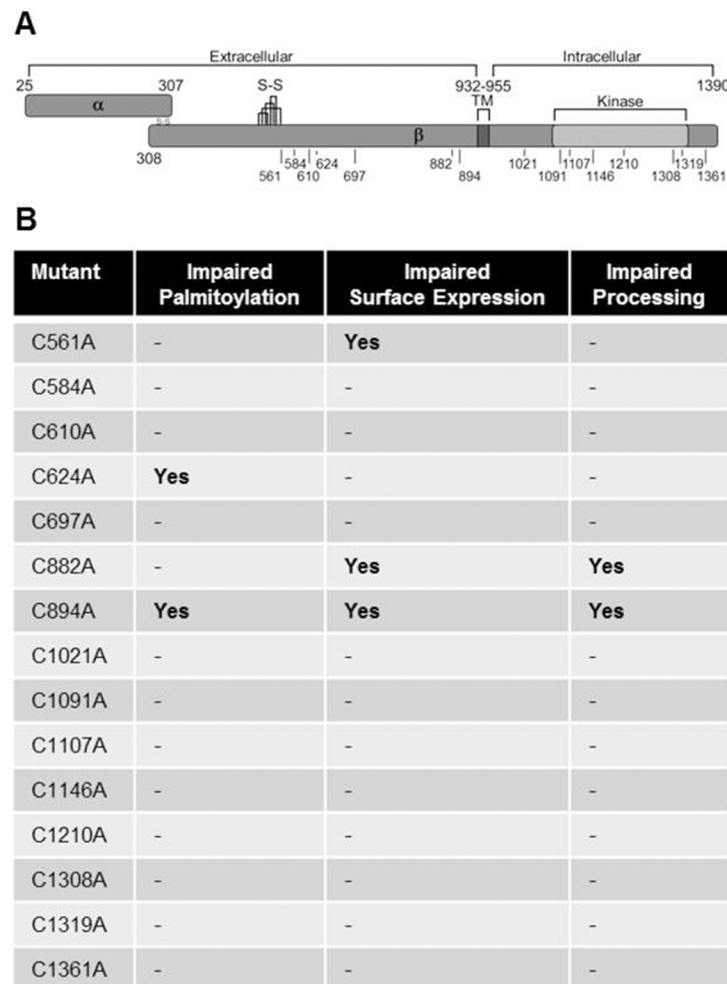 A
Extracellular Intracellular
25 307 S-S 932-955 1390
TM Kinase
α
S-S
β
308
584 624 882 1021 1107 1210 1319
561 610 697 894 1091 1146 1308 1361
B
Mutant Impaired Palmitoylation Impaired Surface Expression Impaired Processing
C561A - Yes -
C584A - - -
C610A - - -
C624A Yes - -
C697A - - -
C882A - Yes Yes
C894A Yes Yes Yes
C1021A - - -
C1091A - - -
C1107A - - -
C1146A - - -
C1210A - - -
C1308A - - -
C1319A - - -
C1361A - - -